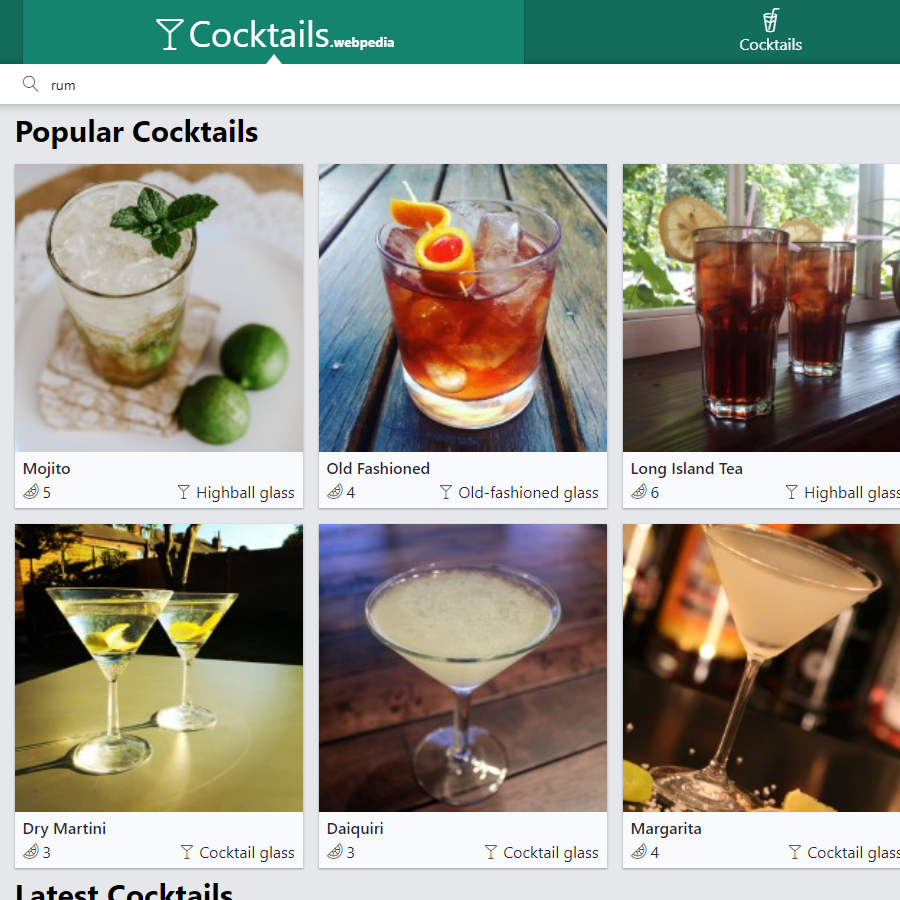 Cocktails.webpedia
Cocktails
rum
Popular Cocktails
Mojito
5 Highball glass
Old Fashioned
4 Old-fashioned glass
Long Island Tea
6 Highball glass
Dry Martini
3 Cocktail glass
Daiquiri
3 Cocktail glass
Margarita
4 Cocktail glass
Latest Cocktails